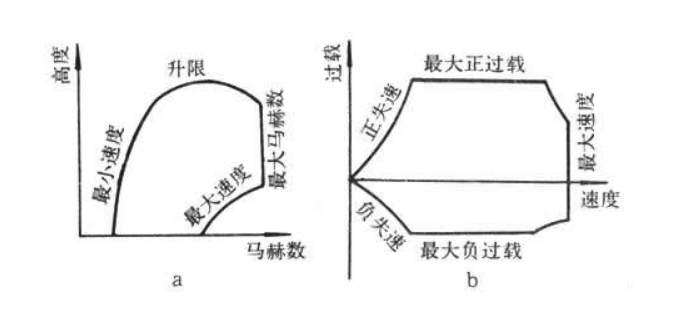 高度
升限
最小速度
最大速度
最大马赫数
马赫数
a
过载
最大正过载
正失速
最大速度
速度
负失速
最大负过载
b